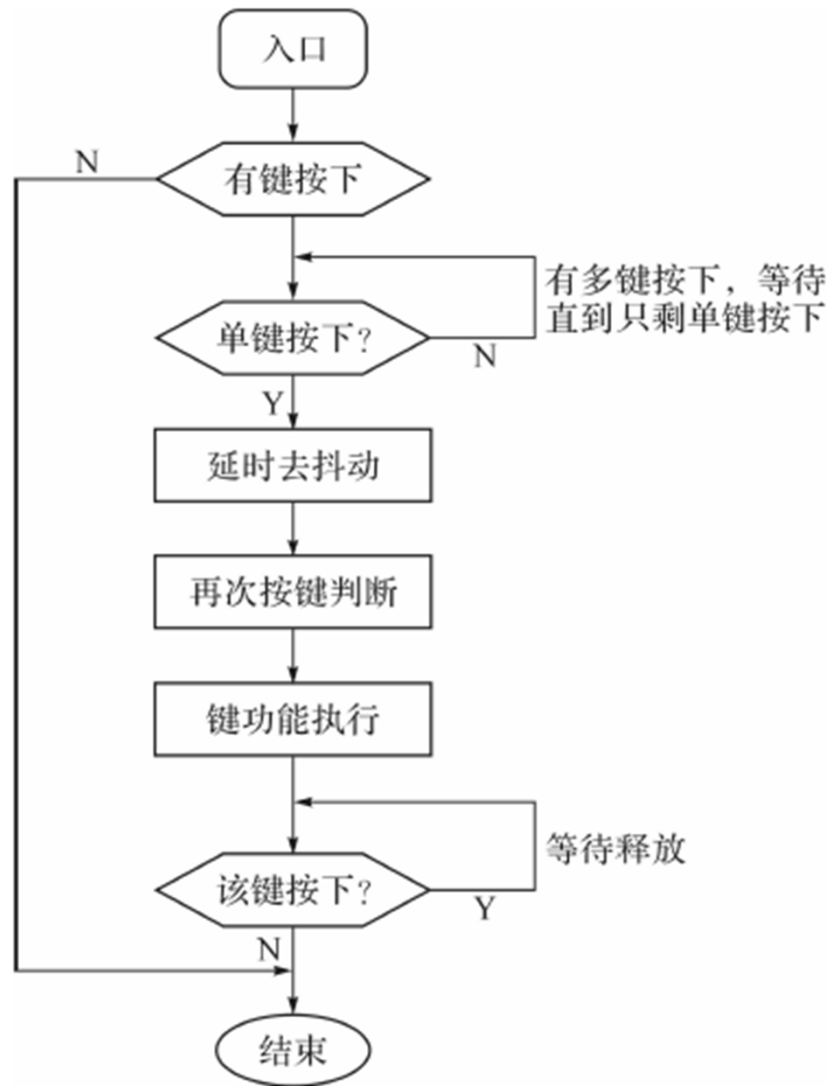 入口
N
有键按下
有多键按下，等待
直到只剩单键按下
单键按下？
N
Y
延时去抖动
再次按键判断
键功能执行
等待释放
该键按下？
Y
N
结束